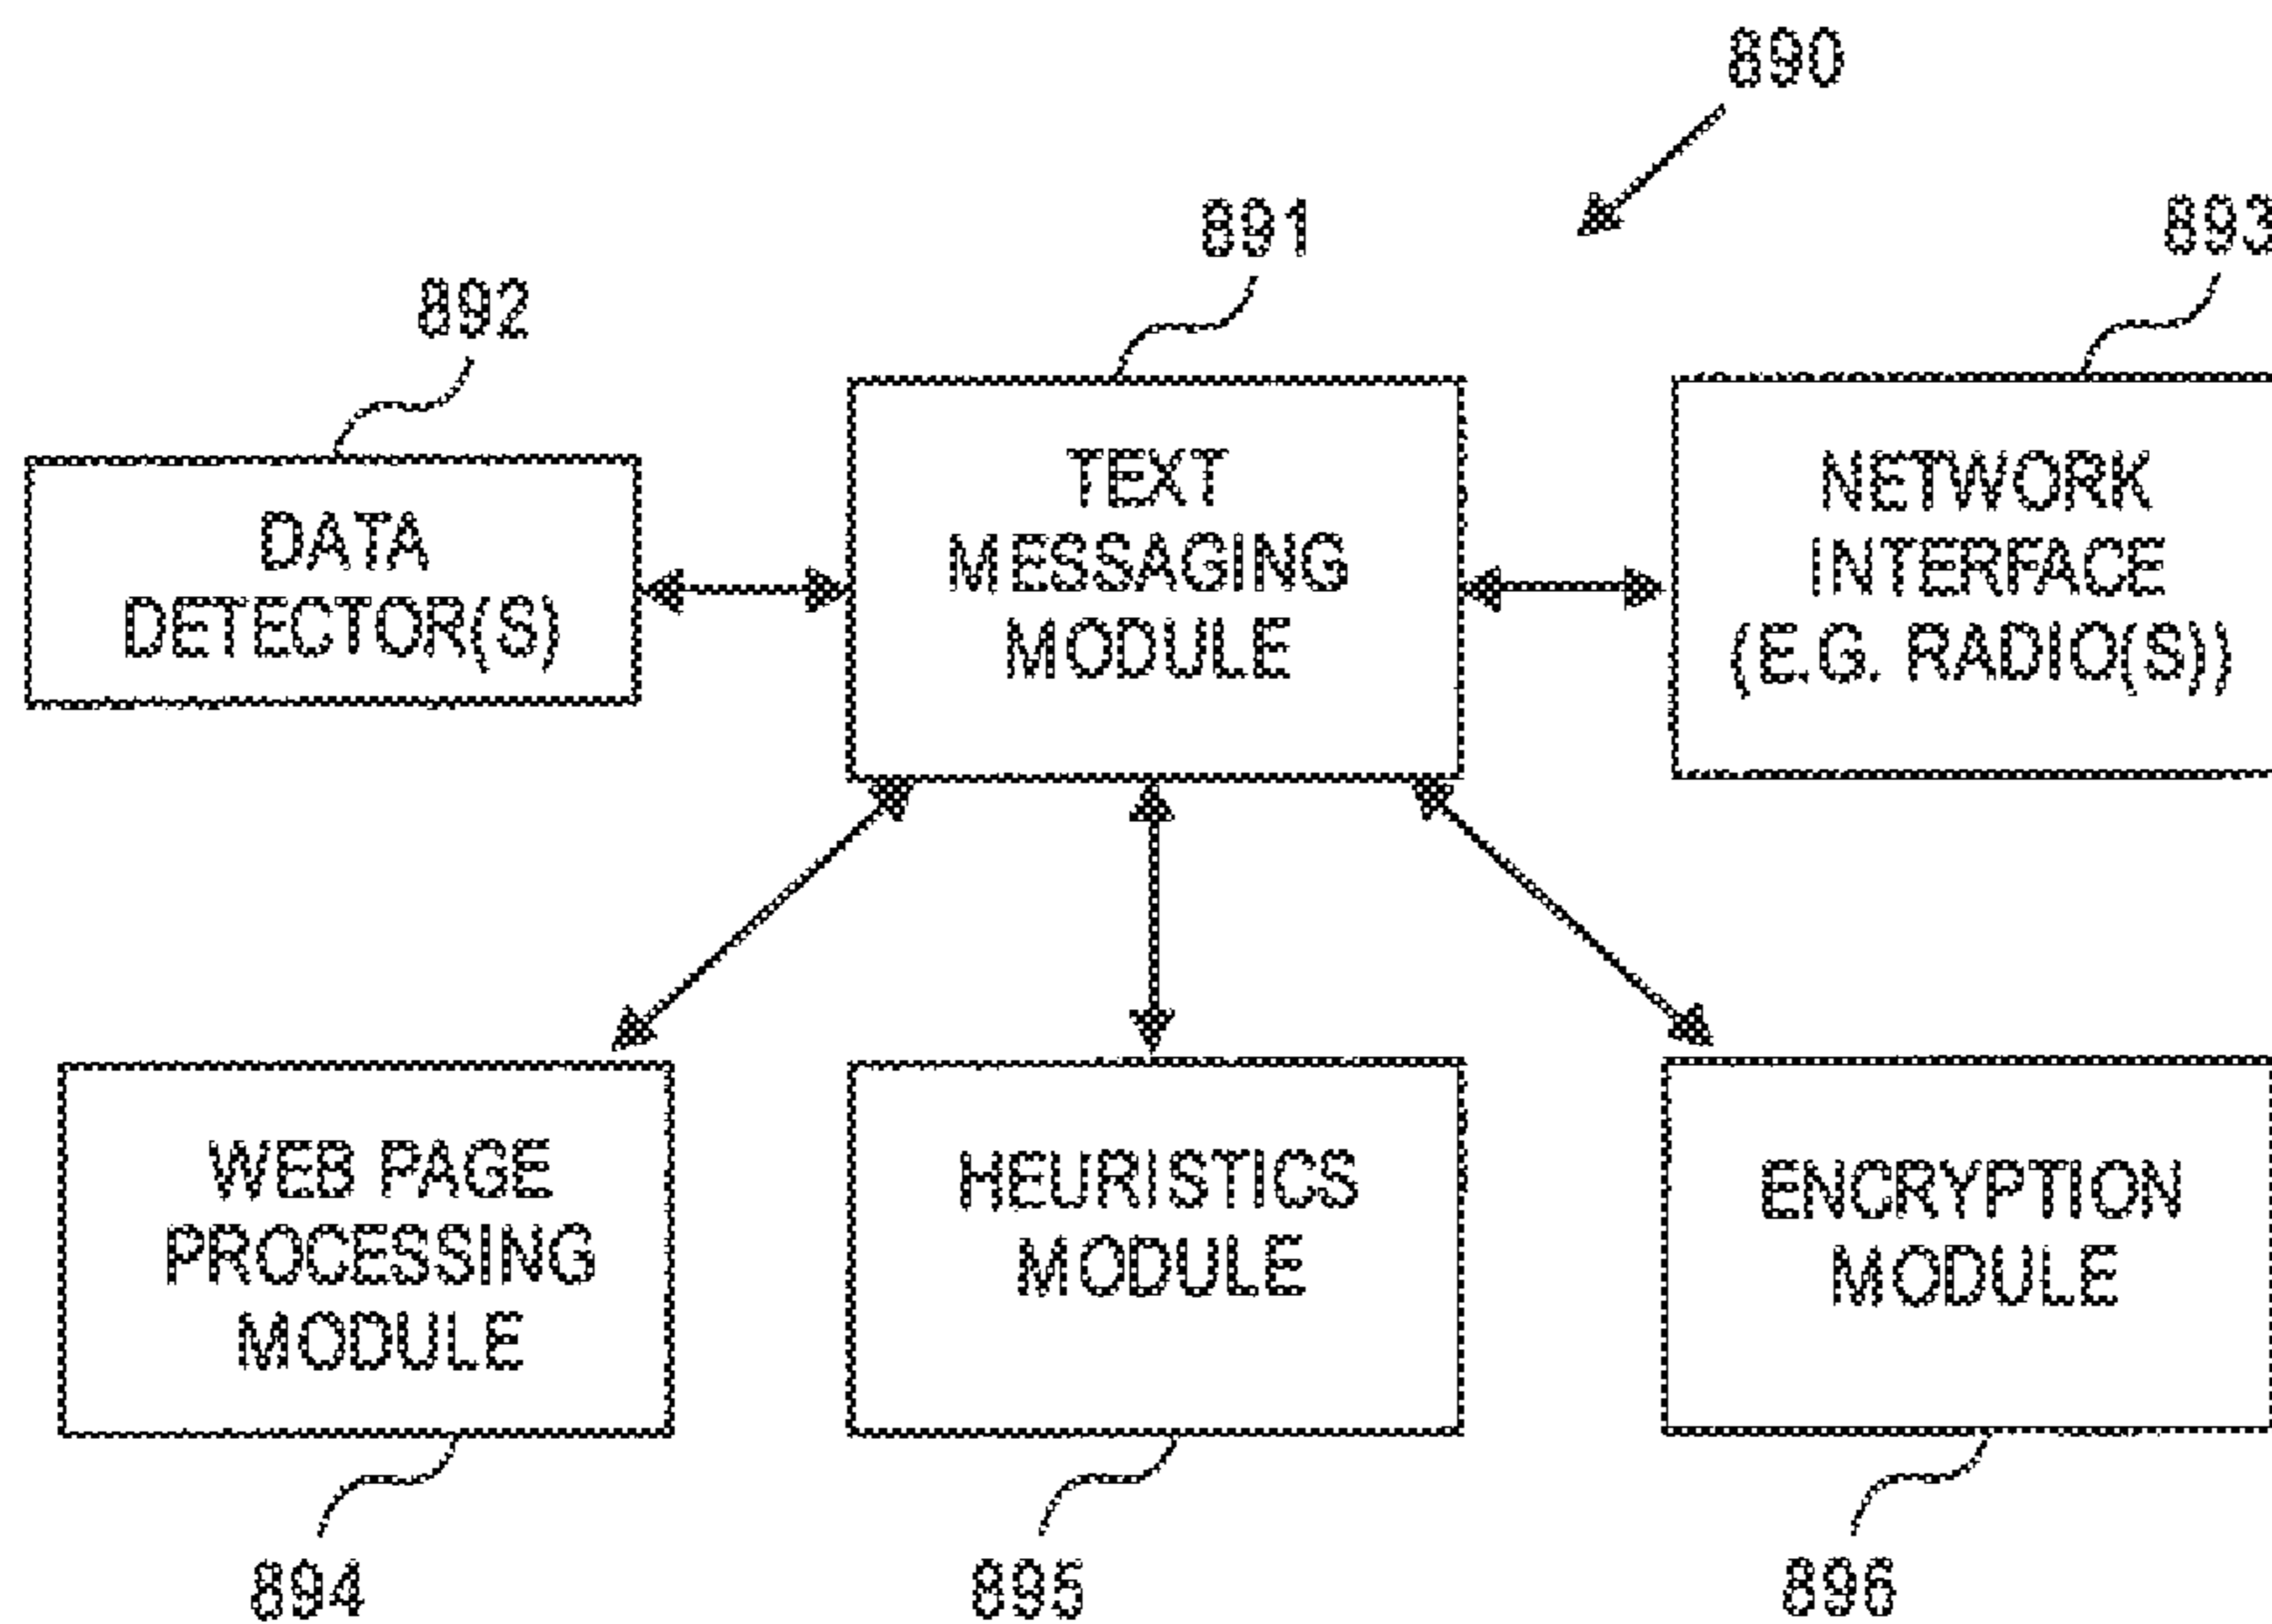 890
891
893
892
TEXT
MESSAGING
MODULE
NETWORK
INTERFACE
(E.G. RADIO(S))
DATA
DETECTOR(S)
WEB PAGE
PROCESSING
MODULE
HEURISTICS
MODULE
ENCRYPTION
MODULE
894
895
896